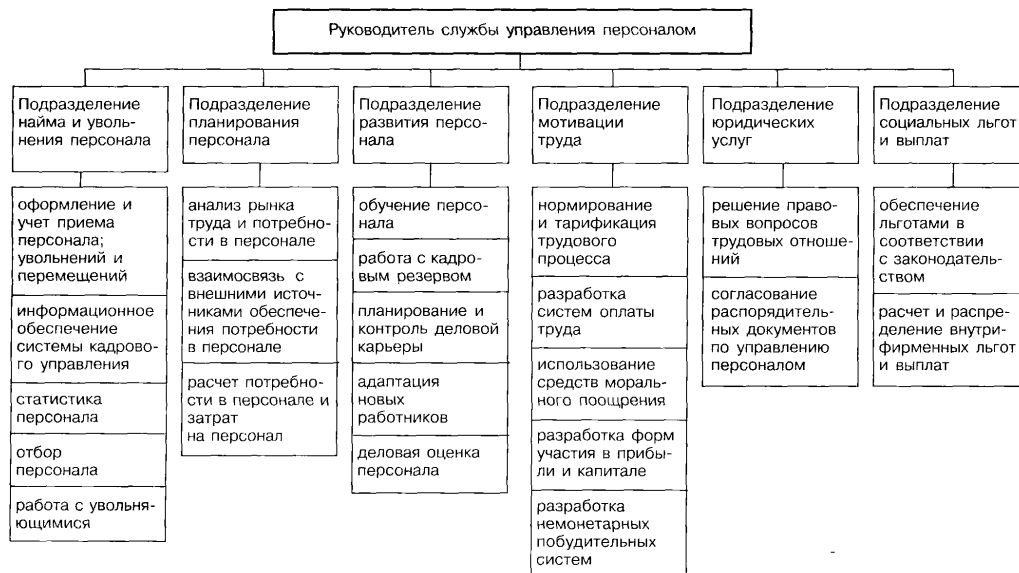 Руководитель службы управления персоналом
Подразделение
найма и уволь-
нения персонала
Подразделение
планирования
персонала
Подразделение
развития персо-
нала
Подразделение
мотивации
труда
Подразделение
юридических
услуг
Подразделение
социальных льгот
и выплат
оформление и
учет приема
персонала;
увольнений и
перемещений
информационное
обеспечение
системы кадрово-
го управления
статистика
персонала
отбор
персонала
работа с увольня-
ющимися
анализ рынка
труда и потребно-
сти в персонале
взаимосвязь с
внешними источ-
никами обеспече-
ния потребности
в персонале
расчет потребно-
сти в персонале и
затрат
на персонал
обучение персо-
нала
работа с кадро-
вым резервом
планирование и
контроль деловой
карьеры
адаптация
новых
работников
деловая оценка
персонала
нормирование
и тарификация
трудового
процесса
разработка
систем оплаты
труда
использование
средств мораль-
ного поощрения
разработка форм
участия в прибы-
ли и капитале
разработка
немонетарных
побудительных
систем
решение право-
вых вопросов
трудовых отноше-
ний
согласование
распорядитель-
ных документов
по управлению
персоналом
обеспечение
льготами в
соответствии
с законодатель-
ством
расчет и распре-
деление внутри-
фирменных льгот
и выплат